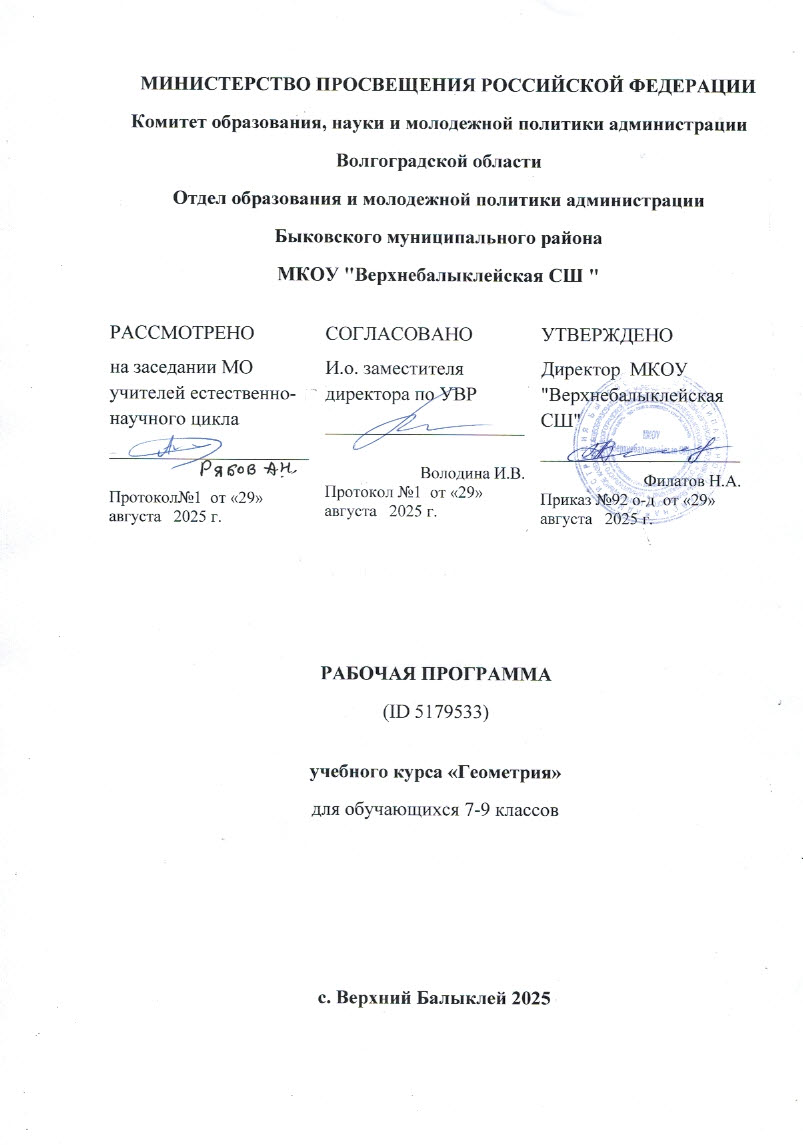 МИНИСТЕРСТВО ПРОСВЕЩЕНИЯ РОССИЙСКОЙ ФЕДЕРАЦИИ
Комитет образования, науки и молодежной политики администрации
Волгоградской области
Отдел образования и молодежной политики администрации
Быковского муниципального района
МКОУ "Верхнебалыклейская СШ "
РАССМОТРЕНО
на заседании МО
учителей естественно-
научного цикла
Рябов А.Н.
Протокол№1 от «29»
августа 2025 г.
СОГЛАСОВАНО
И.о. заместителя
директора по УВР
Володина И.В.
Протокол №1 от «29»
августа 2025 г.
УТВЕРЖДЕНО
Директор МКОУ
"Верхнебалыклейская
СШ"
МКОУ
Филатов Н.А.
Приказ №92 о-д от «29»
августа 2025 г.
РАБОЧАЯ ПРОГРАММА
(ID 5179533)
учебного курса «Геометрия»
для обучающихся 7-9 классов
с. Верхний Балыклей 2025